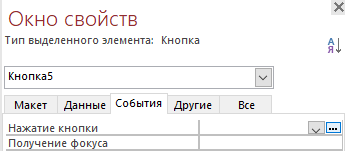 Окно свойств
Тип выделенного элемента: Кнопка
А
Я
Кнопка5
Макет Данные События Другие Все
Нажатие кнопки ...
Получение фокуса